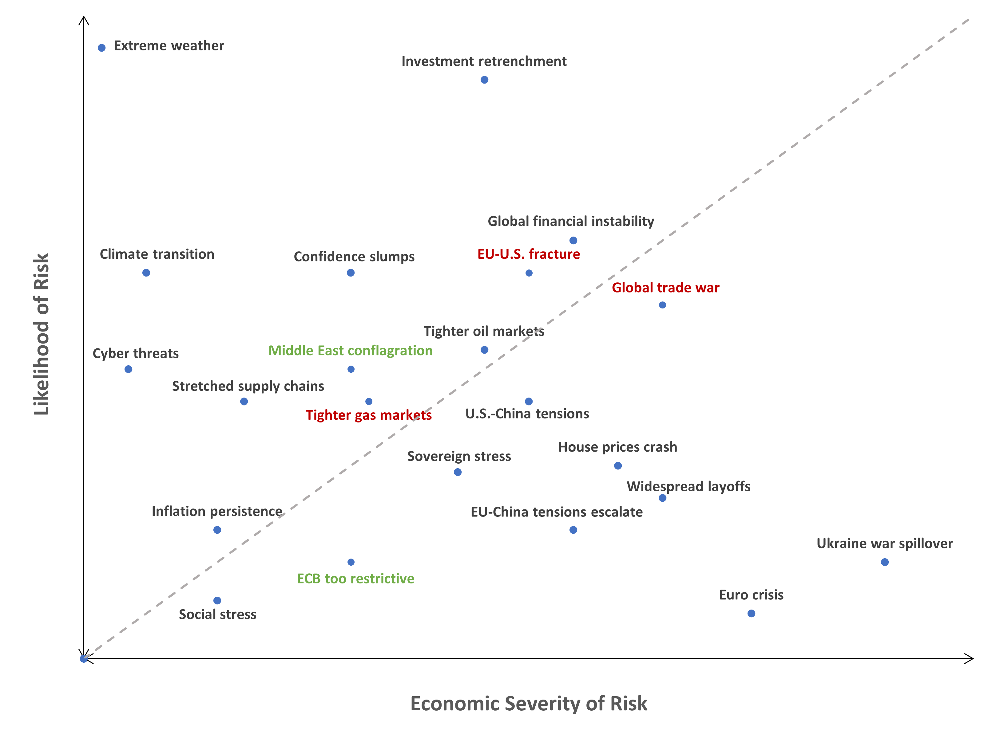 Extreme weather
Investment retrenchment
Global financial instability
Climate transition
Confidence slumps
EU-U.S. fracture
Global trade war
Tighter oil markets
Middle East conflagration
Cyber threats
Stretched supply chains
Tighter gas markets
U.S.-China tensions
House prices crash
Sovereign stress
Widespread layoffs
Inflation persistence
EU-China tensions escalate
Ukraine war spillover
ECB too restrictive
Euro crisis
Social stress
Likelihood of Risk
Economic Severity of Risk